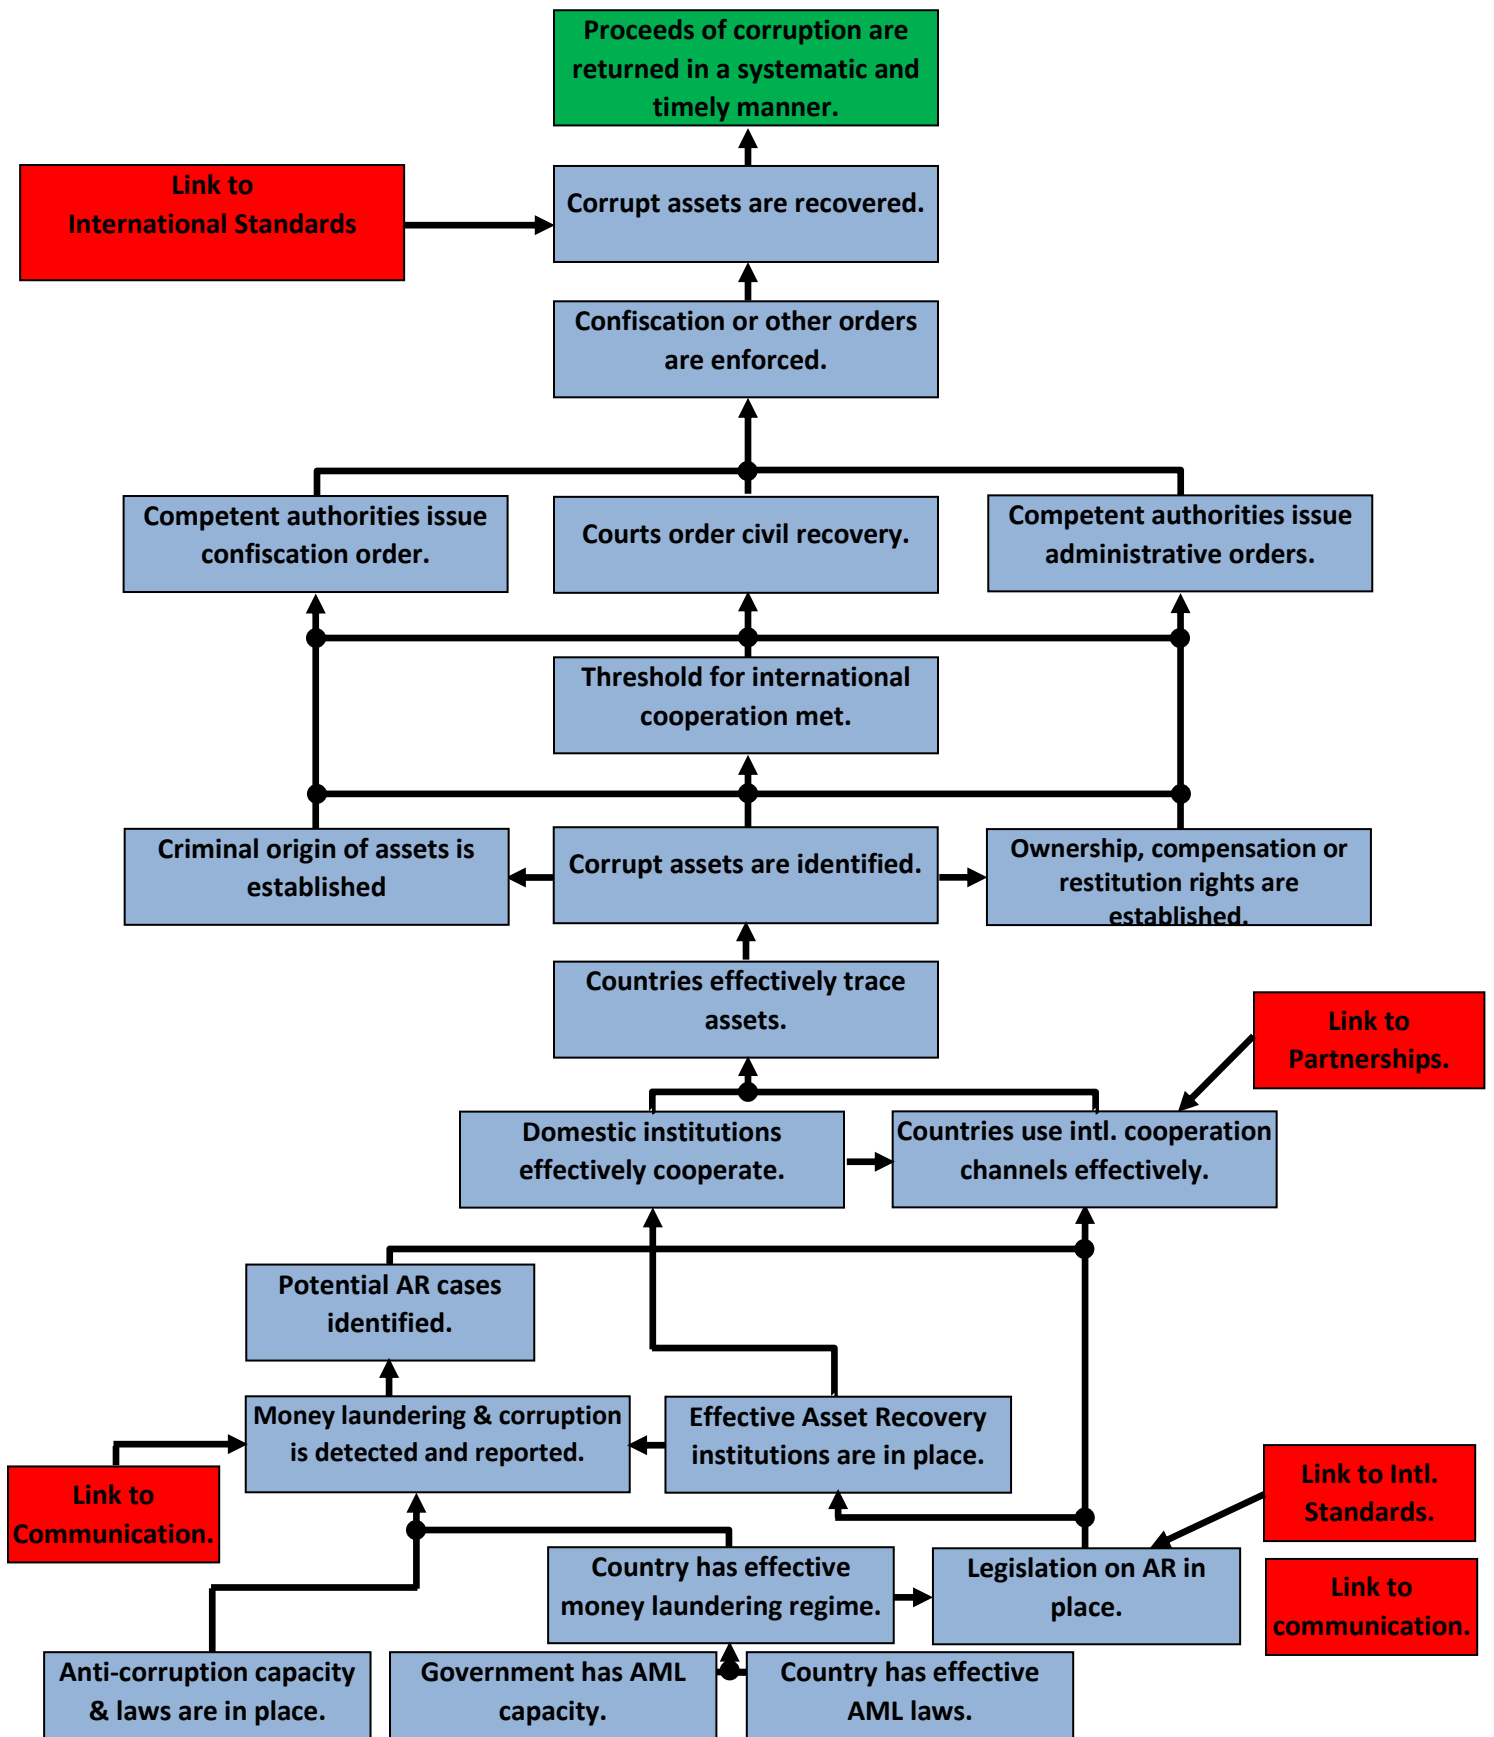 Proceeds of corruption are
returned in a systematic and
timely manner.
Link to
International Standards
Corrupt assets are recovered.
Confiscation or other orders
are enforced.
Competent authorities issue
confiscation order.
Courts order civil recovery.
Competent authorities issue
administrative orders.
Threshold for international
cooperation met.
Criminal origin of assets is
established
Corrupt assets are identified.
Ownership, compensation or
restitution rights are
established.
Countries effectively trace
assets.
Link to
Partnerships.
Domestic institutions
effectively cooperate.
Countries use intl. cooperation
channels effectively.
Potential AR cases
identified.
Money laundering & corruption
is detected and reported.
Effective Asset Recovery
institutions are in place.
Link to
Communication.
Link to Intl.
Standards.
Country has effective
money laundering regime.
Legislation on AR in
place.
Link to
communication.
Anti-corruption capacity
& laws are in place.
Government has AML
capacity.
Country has effective
AML laws.